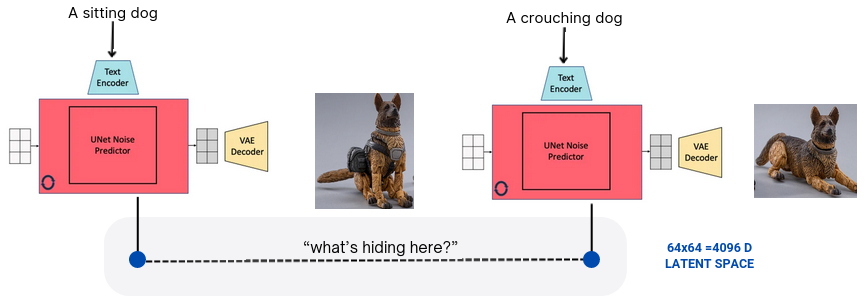 A sitting dog
Text
Encoder
UNet Noise
Predictor
VAE
Decoder
A crouching dog
Text
Encoder
UNet Noise
Predictor
VAE
Decoder
“what’s hiding here?”
64x64 =4096 D
LATENT SPACE